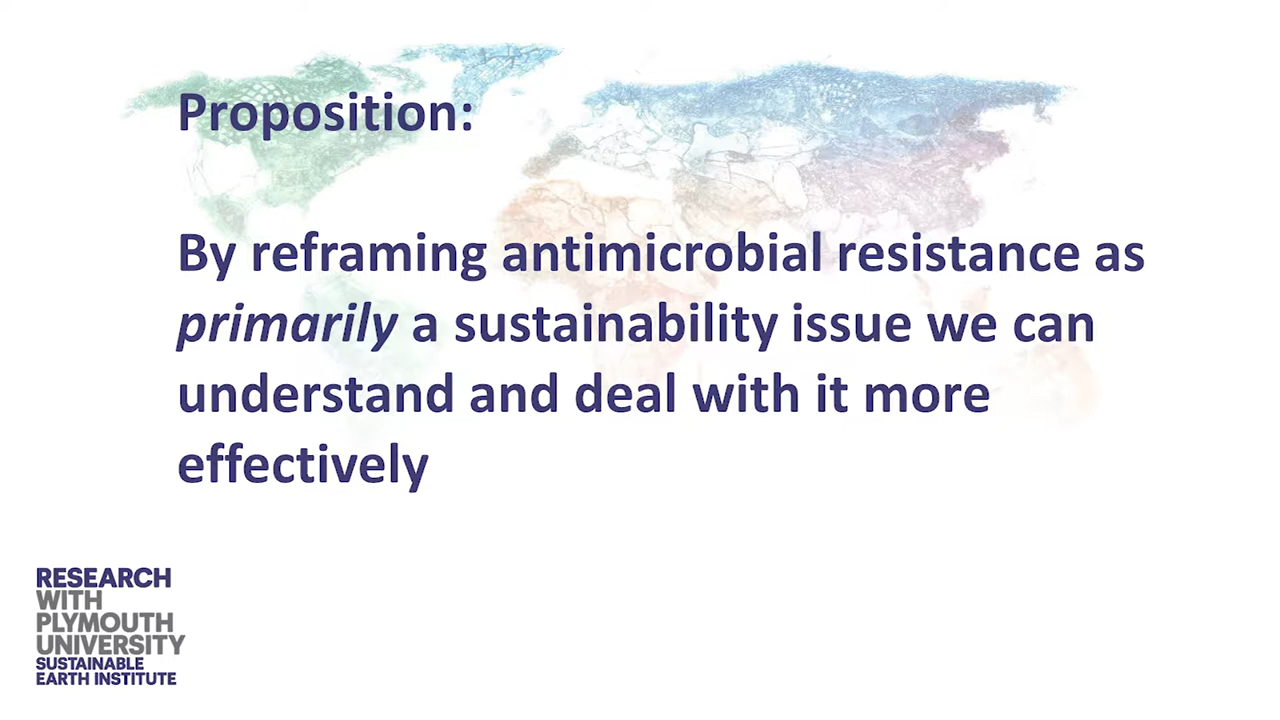 Proposition:
By reframing antimicrobial resistance as
primarily a sustainability issue we can
understand and deal with it more
effectively
RESEARCH
WITH
PLYMOUTH
UNIVERSITY
SUSTAINABLE
EARTH INSTITUTE